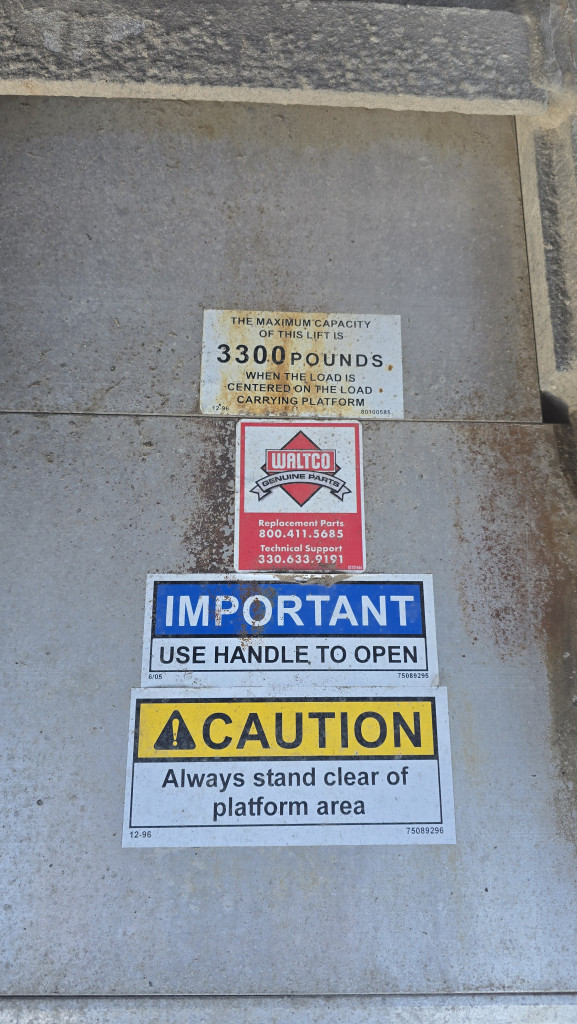 THE MAXIMUM CAPACITY
OF THIS LIFT IS
3300 POUNDS
WHEN THE LOAD IS
CENTERED ON THE LOAD
CARRYING PLATFORM
12-96 80100585
WALTCO
GENUINE PARTS
Replacement Parts
800.411.5685
Technical Support
330.633.9191
IMPORTANT
USE HANDLE TO OPEN
6/05 75089295
CAUTION
Always stand clear of
platform area
12-96 75089296